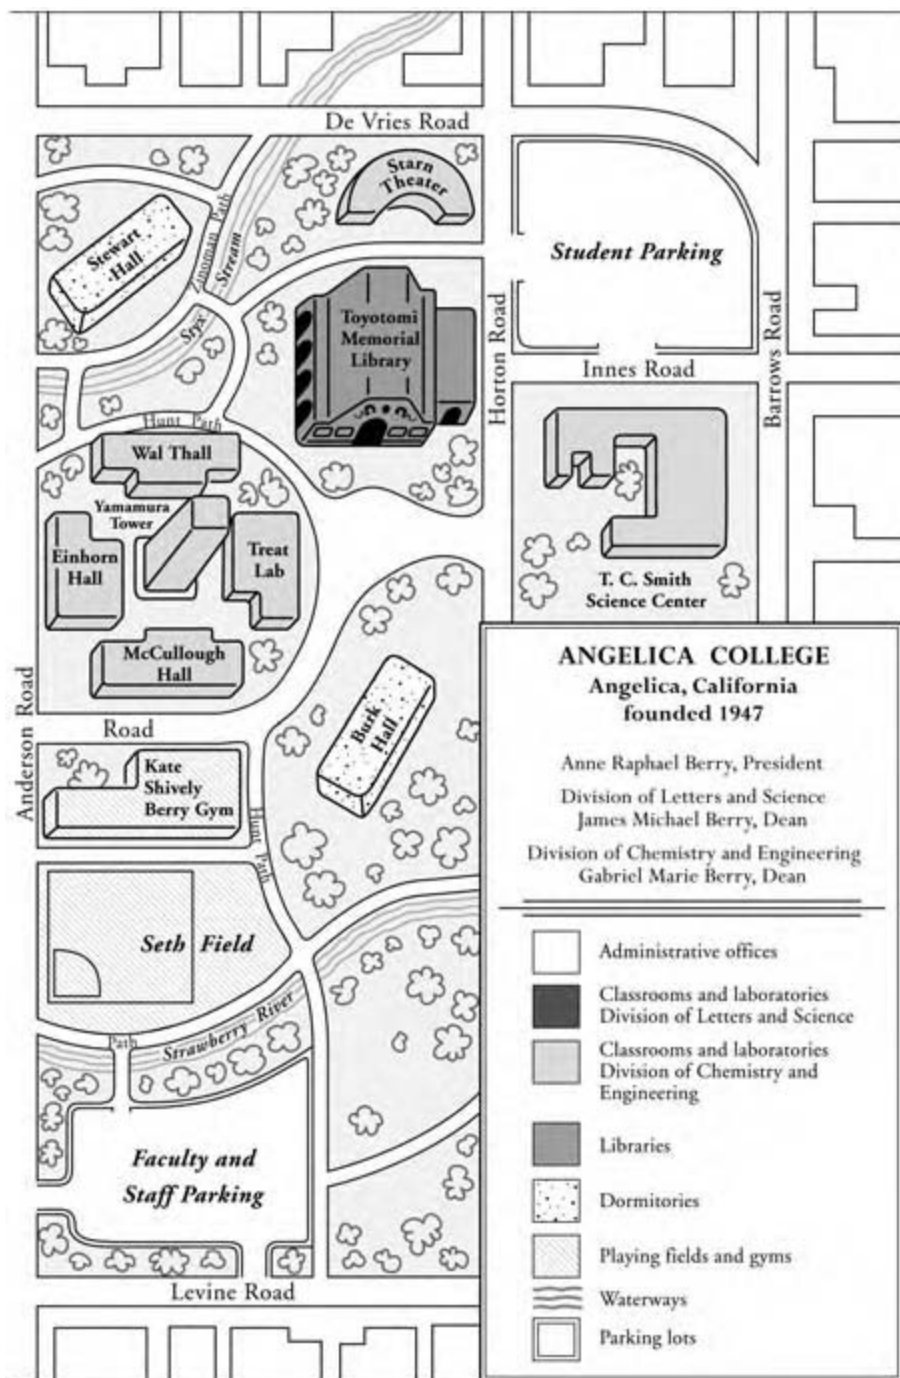 De Vries Road
Starn
Theater
Zinoman Path
Stewart
Hall
Stream
Styx
Student Parking
Toyotomi
Memorial
Library
Horton Road
Innes Road
Barrows Road
Hunt Path
Wal Thall
Yamamura
Tower
Einhorn
Hall
Treat
Lab
T. C. Smith
Science Center
McCullough
Hall
Anderson Road
Road
Burk
Hall
Kate
Shively
Berry Gym
Hunt Path
Seth Field
Path
Strawberry River
Faculty and
Staff Parking
Levine Road
ANGELICA COLLEGE
Angelica, California
founded 1947
Anne Raphael Berry, President
Division of Letters and Science
James Michael Berry, Dean
Division of Chemistry and Engineering
Gabriel Marie Berry, Dean
Administrative offices
Classrooms and laboratories
Division of Letters and Science
Classrooms and laboratories
Division of Chemistry and
Engineering
Libraries
Dormitories
Playing fields and gyms
Waterways
Parking lots